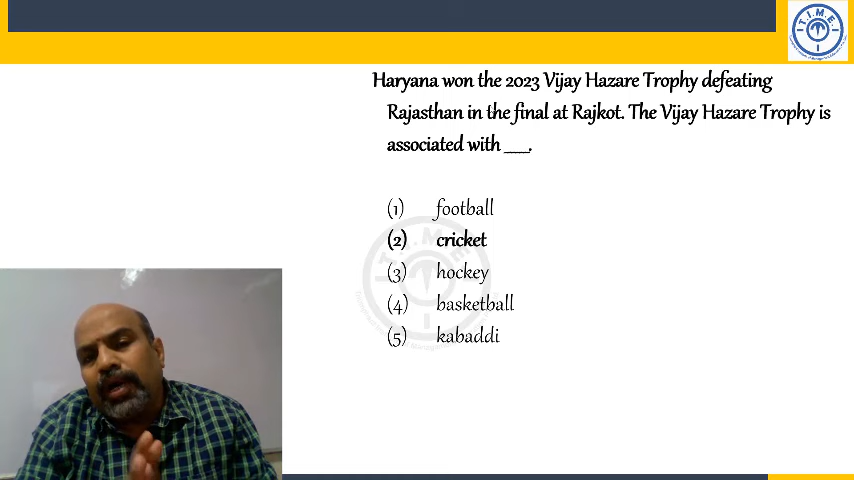 T.I.M.E.
Haryana won the 2023 Vijay Hazare Trophy defeating
Rajasthan in the final at Rajkot. The Vijay Hazare Trophy is
associated with ___.
(1) football
(2) cricket
(3) hockey
(4) basketball
(5) kabaddi
T.I.M.E.